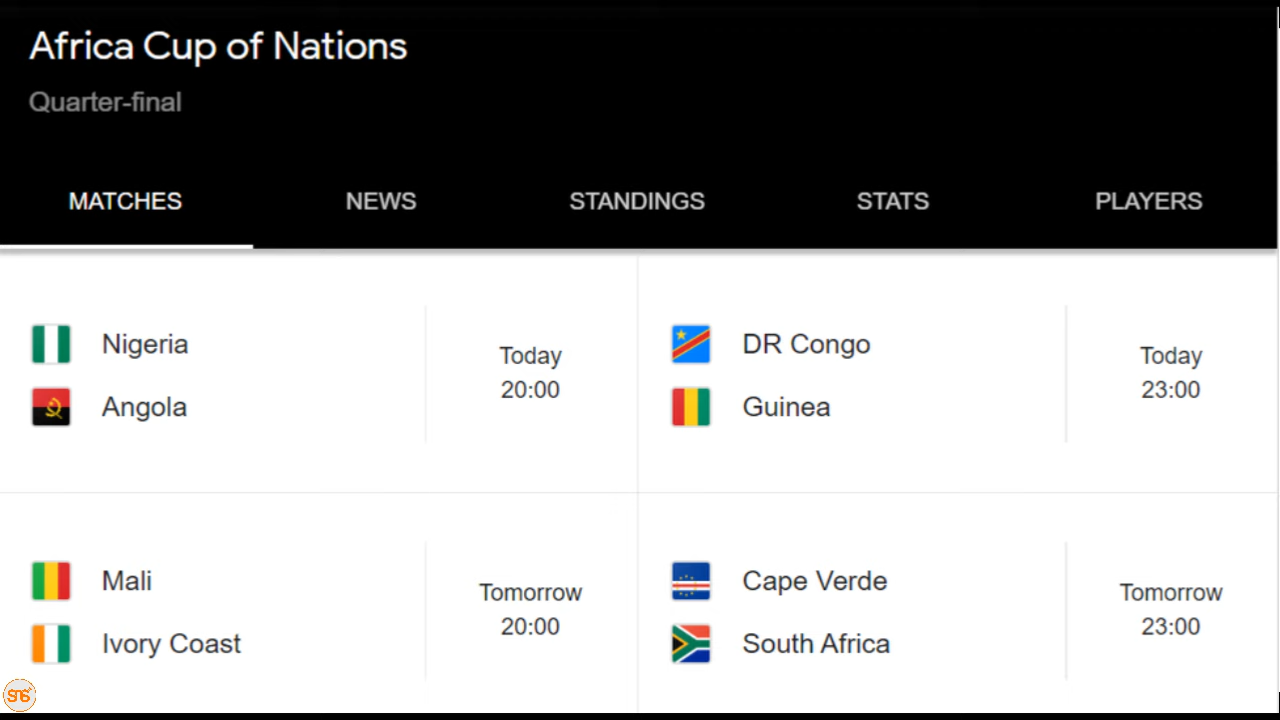 Africa Cup of Nations
Quarter-final
MATCHES NEWS STANDINGS STATS PLAYERS
Nigeria
Angola
Today
20:00
DR Congo
Guinea
Today
23:00
Mali
Ivory Coast
Tomorrow
20:00
Cape Verde
South Africa
Tomorrow
23:00